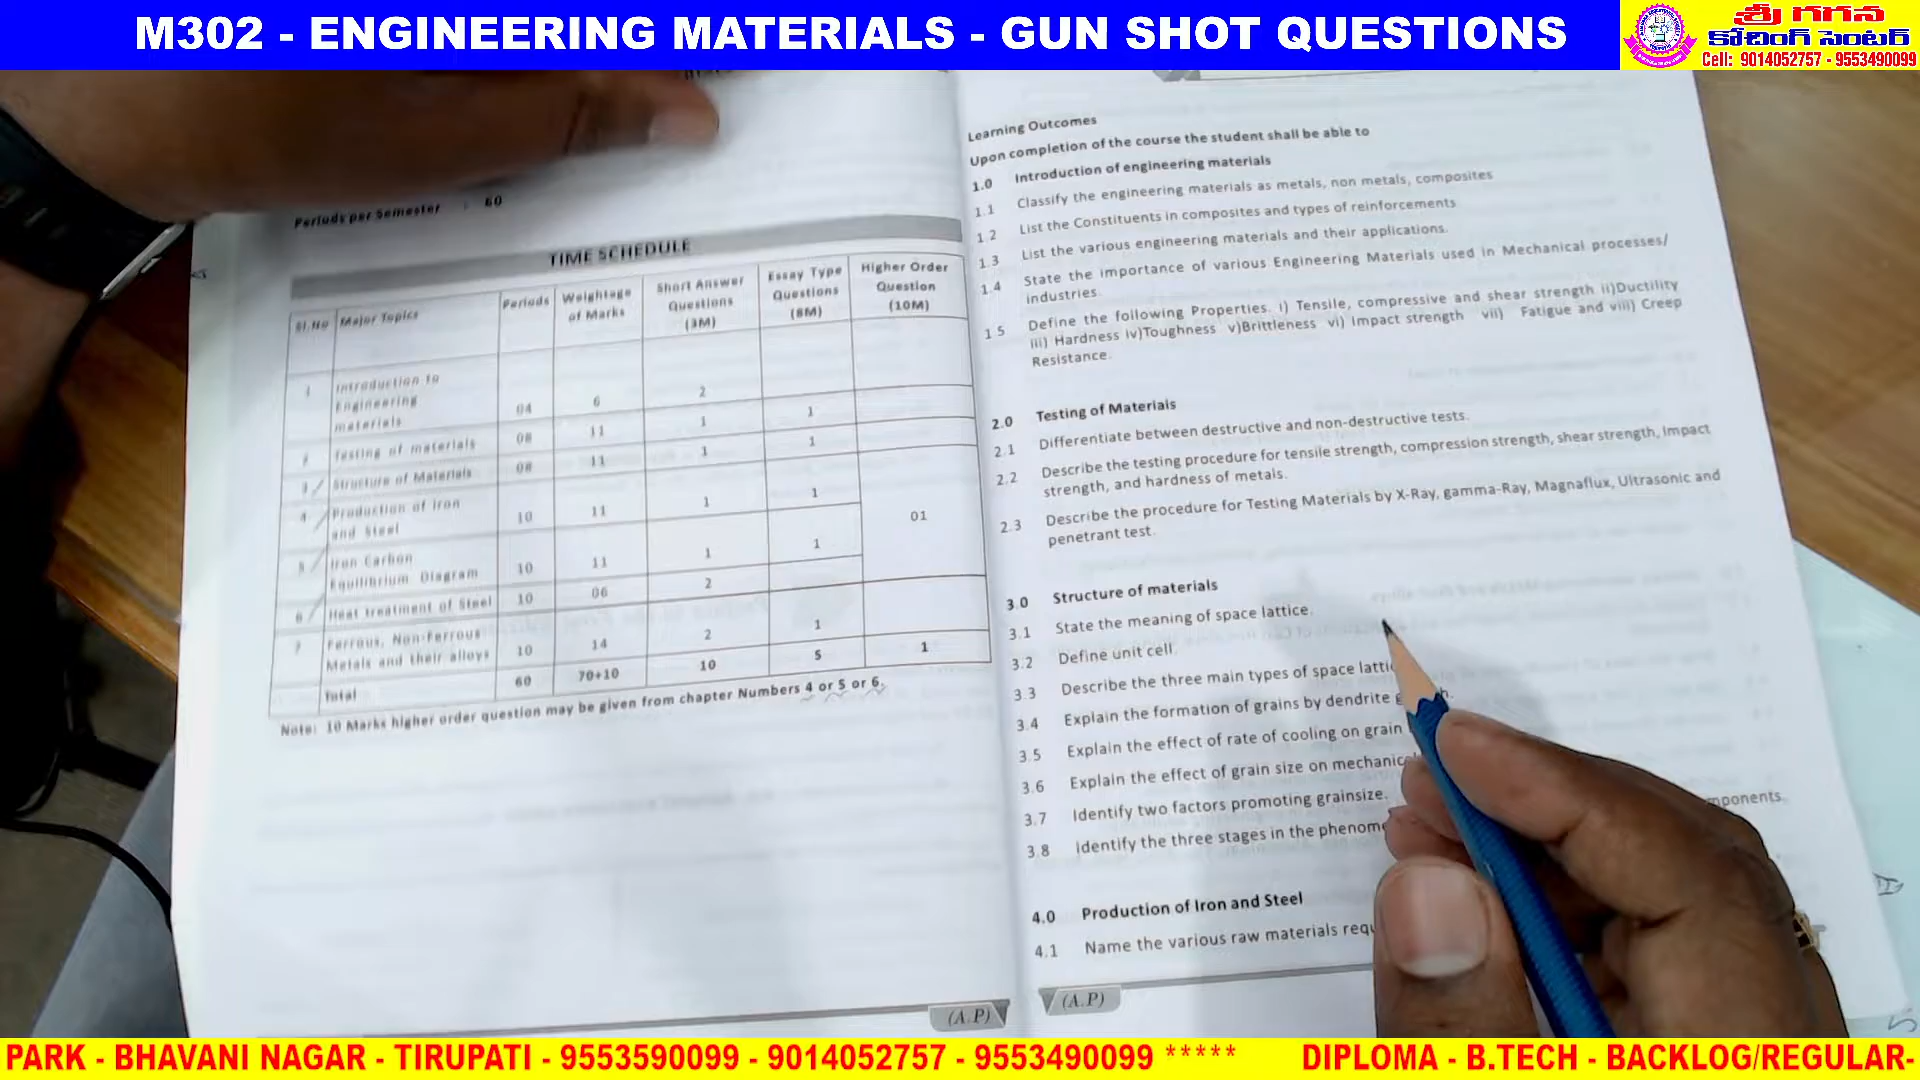 M302 - ENGINEERING MATERIALS - GUN SHOT QUESTIONS
శ్రీ గగన
కోచింగ్ సెంటర్
Cell: 9014052757 - 9553490099
Periods per Semester : 60
TIME SCHEDULE
Sl.No Major Topics Periods Weightage of Marks Short Answer Questions (3M) Essay Type Questions (8M) Higher Order Question (10M)
1 Introduction to Engineering materials 04 6 2
2 Testing of materials 08 11 1 1
3 Structure of Materials 08 11 1 1
4 Production of Iron and Steel 10 11 1 1
01
5 Iron Carbon Equilibrium Diagram 10 11 1 1
6 Heat treatment of Steel 10 06 2
7 Ferrous, Non-Ferrous Metals and their alloys 10 14 2 1
Total 60 70+10 10 5 1
Note: 10 Marks higher order question may be given from chapter Numbers 4 or 5 or 6.
(A.P)
Learning Outcomes
Upon completion of the course the student shall be able to
1.0 Introduction of engineering materials
1.1 Classify the engineering materials as metals, non metals, composites
1.2 List the Constituents in composites and types of reinforcements
1.3 List the various engineering materials and their applications.
1.4 State the importance of various Engineering Materials used in Mechanical processes/
industries.
1.5 Define the following Properties. i) Tensile, compressive and shear strength ii)Ductility
iii) Hardness iv)Toughness v)Brittleness vi) Impact strength vii) Fatigue and viii) Creep
Resistance.
2.0 Testing of Materials
2.1 Differentiate between destructive and non-destructive tests.
2.2 Describe the testing procedure for tensile strength, compression strength, shear strength, Impact
strength, and hardness of metals.
2.3 Describe the procedure for Testing Materials by X-Ray, gamma-Ray, Magnaflux, Ultrasonic and
penetrant test.
3.0 Structure of materials
3.1 State the meaning of space lattice.
3.2 Define unit cell.
3.3 Describe the three main types of space
3.4 Explain the formation of grains by dendrite
3.5 Explain the effect of rate of cooling on grain
3.6 Explain the effect of grain size on
3.7 Identify two factors promoting grainsize.
3.8 Identify the three stages in the
4.0 Production of Iron and Steel
4.1 Name the various raw materials
(A.P)
PARK - BHAVANI NAGAR - TIRUPATI - 9553590099 - 9014052757 - 9553490099 ***** DIPLOMA - B.TECH - BACKLOG/REGULAR-